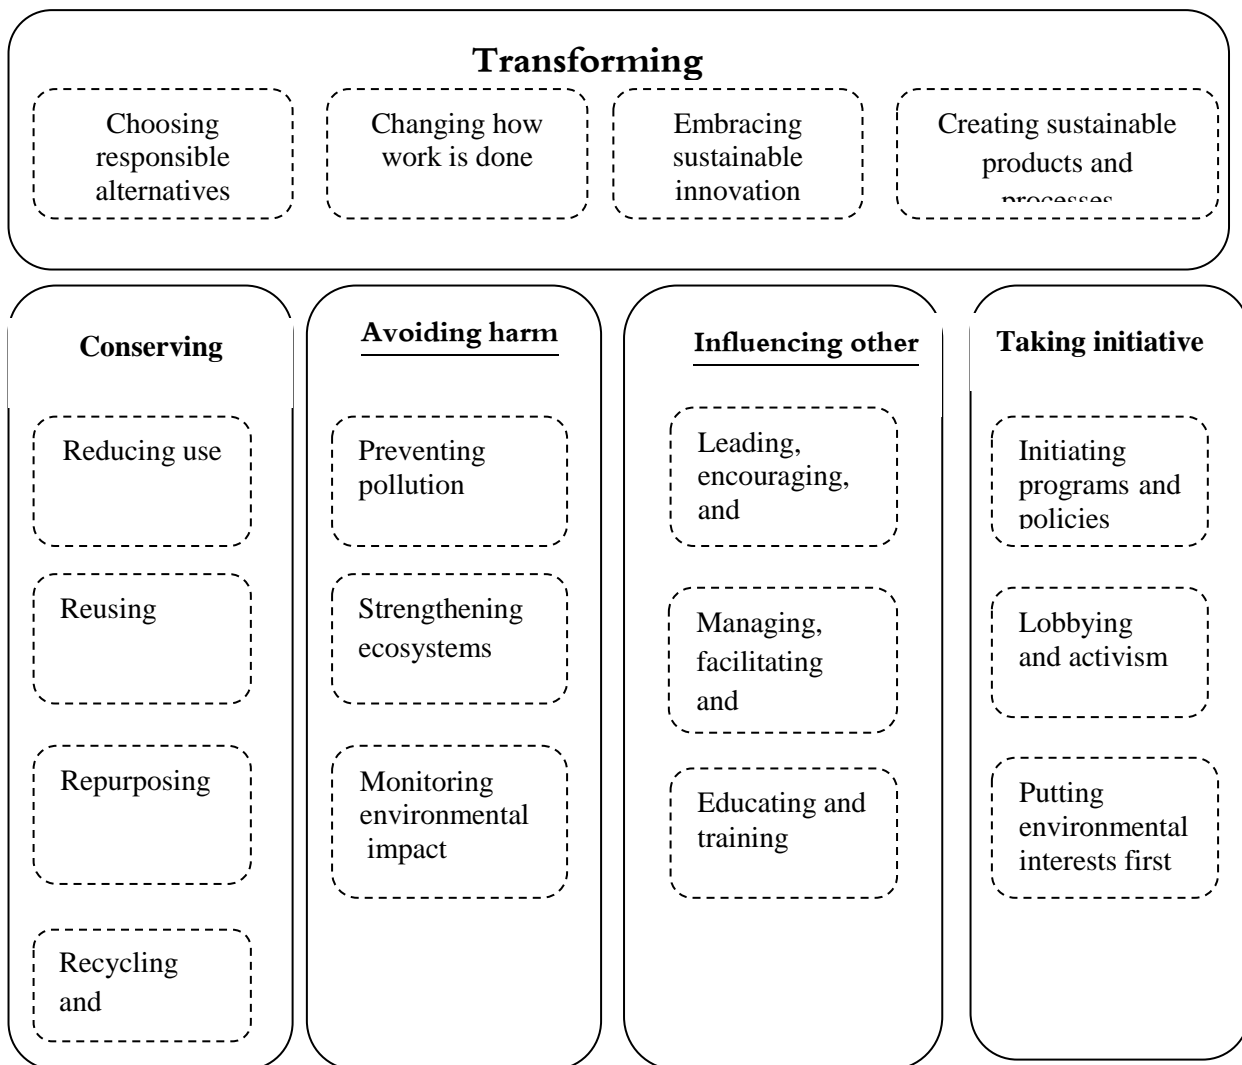 Transforming
Choosing
responsible
alternatives
Changing how
work is done
Embracing
sustainable
innovation
Creating sustainable
products and
processes
Conserving
Reducing use
Reusing
Repurposing
Recycling
and
Avoiding harm
Preventing
pollution
Strengthening
ecosystems
Monitoring
environmental
impact
Influencing other
Leading,
encouraging,
and
Managing,
facilitating
and
Educating and
training
Taking initiative
Initiating
programs and
policies
Lobbying
and activism
Putting
environmental
interests first